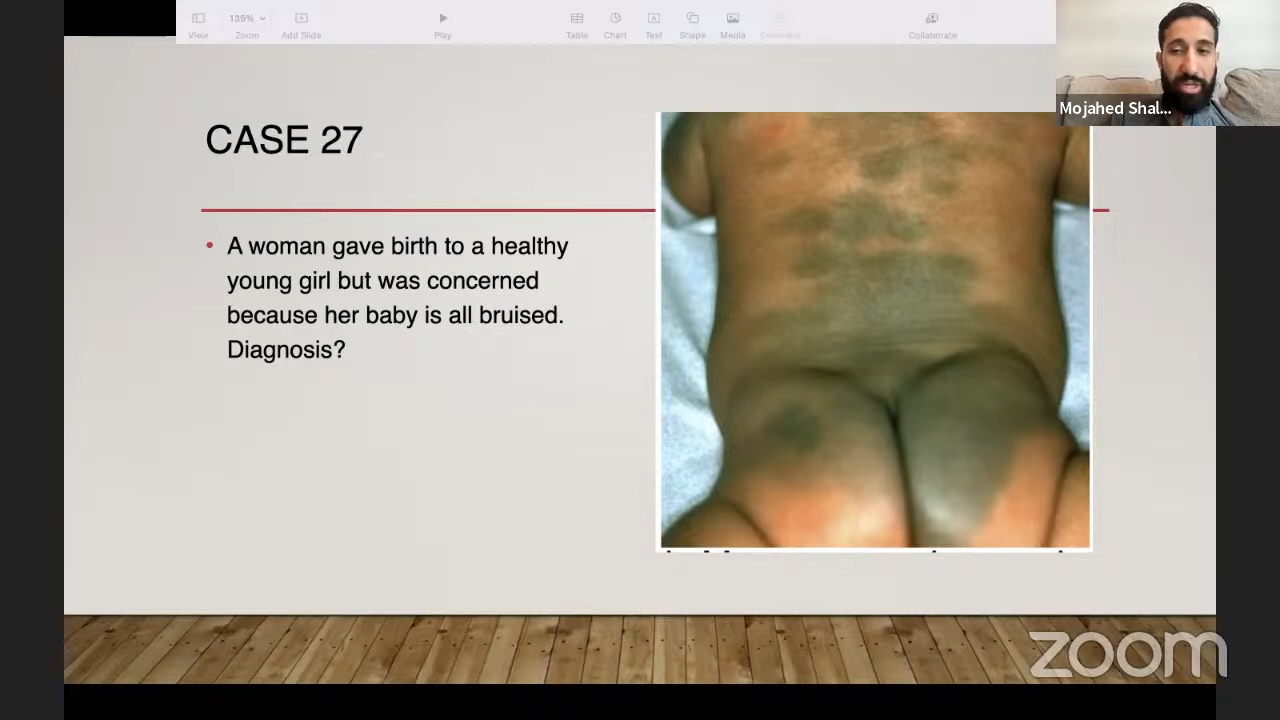 135%
View
Zoom
Add Slide
Play
Table
Chart
Text
Shape
Media
Comment
Collaborate
Mojahed Shal...
CASE 27
• A woman gave birth to a healthy
young girl but was concerned
because her baby is all bruised.
Diagnosis?
zoom